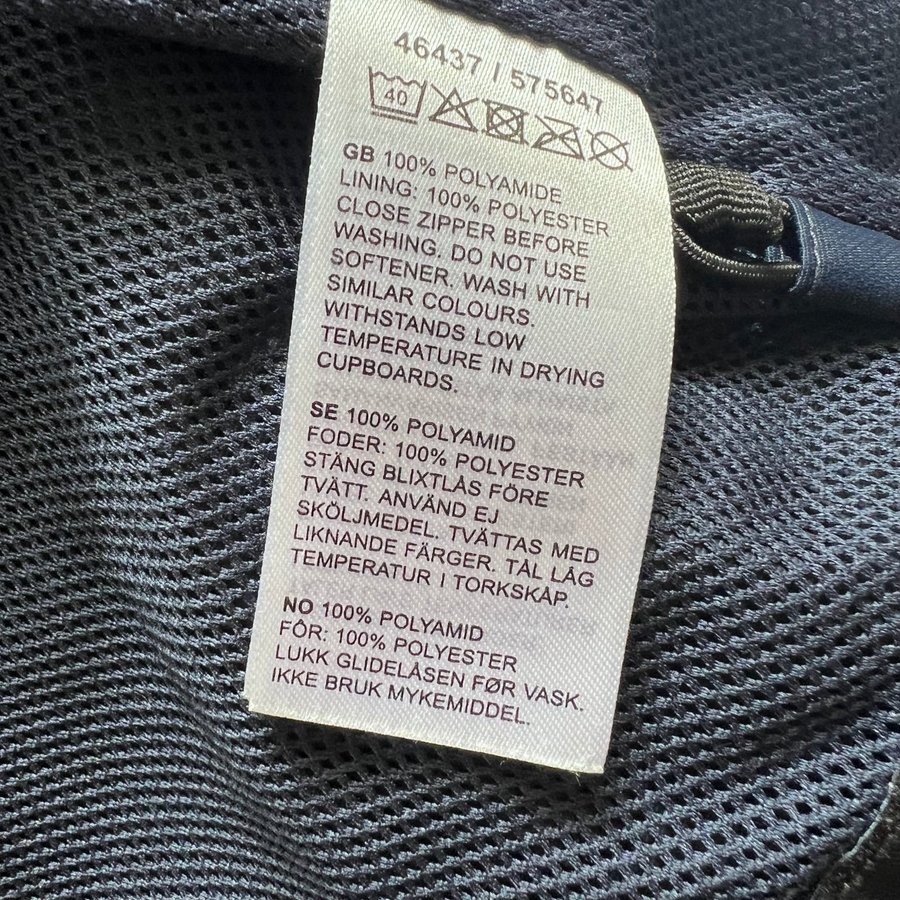 46437 | 575647
40
GB 100% POLYAMIDE
LINING: 100% POLYESTER
CLOSE ZIPPER BEFORE
WASHING. DO NOT USE
SOFTENER. WASH WITH
SIMILAR COLOURS.
WITHSTANDS LOW
TEMPERATURE IN DRYING
CUPBOARDS.
SE 100% POLYAMID
FODER: 100% POLYESTER
STÄNG BLIXTLÅS FÖRE
TVÄTT. ANVÄND EJ
SKÖLJMEDEL. TVÄTTAS MED
LIKNANDE FÄRGER. TÅL LÅG
TEMPERATUR I TORKSKÅP.
NO 100% POLYAMID
FÔR: 100% POLYESTER
LUKK GLIDELÅSEN FØR VASK.
IKKE BRUK MYKEMIDDEL.